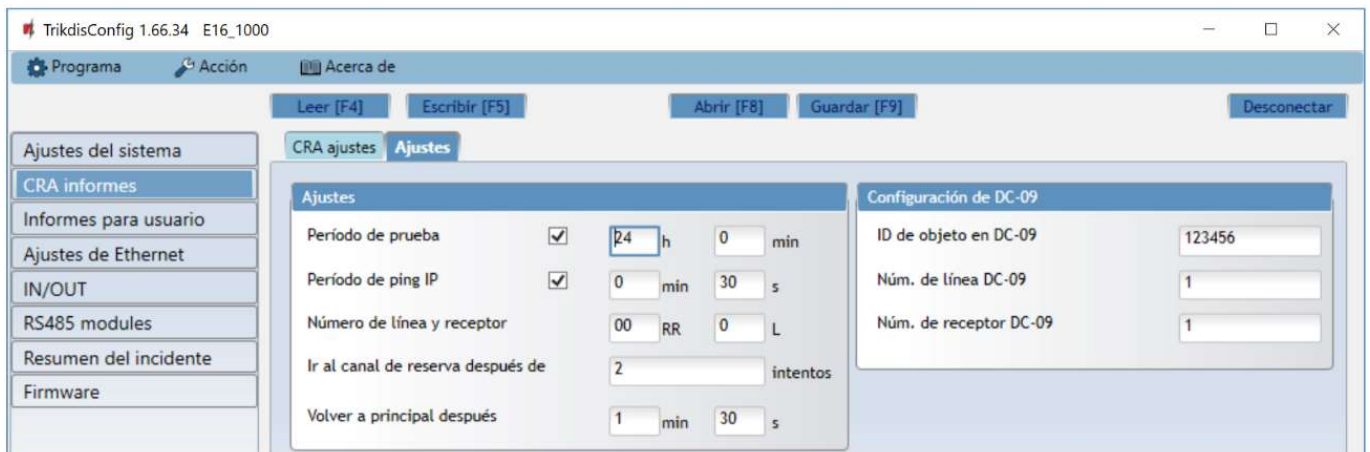 TrikdisConfig 1.66.34 E16_1000
Programa Acción Acerca de
Leer [F4] Escribir [F5] Abrir [F8] Guardar [F9] Desconectar
Ajustes del sistema
CRA informes
Informes para usuario
Ajustes de Ethernet
IN/OUT
RS485 modules
Resumen del incidente
Firmware
CRA ajustes Ajustes
Ajustes
Período de prueba 24 h 0 min
Período de ping IP 0 min 30 s
Número de línea y receptor 00 RR 0 L
Ir al canal de reserva después de 2 intentos
Volver a principal después 1 min 30 s
Configuración de DC-09
ID de objeto en DC-09 123456
Núm. de línea DC-09 1
Núm. de receptor DC-09 1